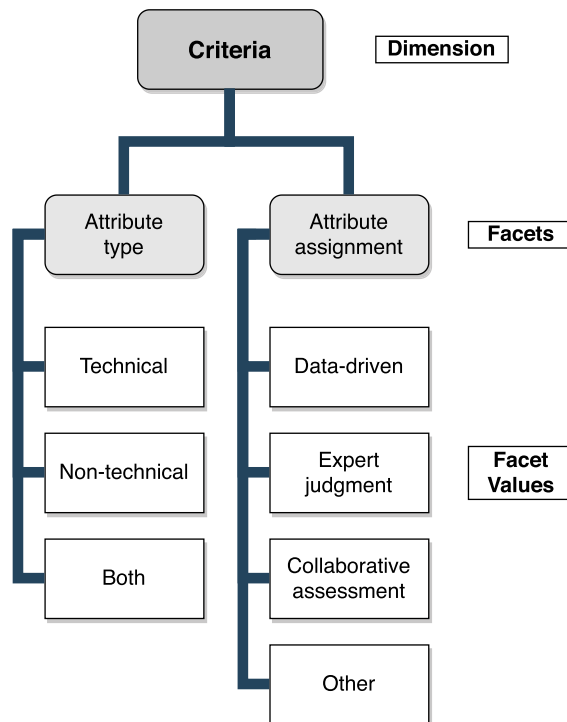 Criteria
Dimension
Attribute
type
Attribute
assignment
Facets
Technical
Data-driven
Non-technical
Expert
judgment
Facet
Values
Both
Collaborative
assessment
Other